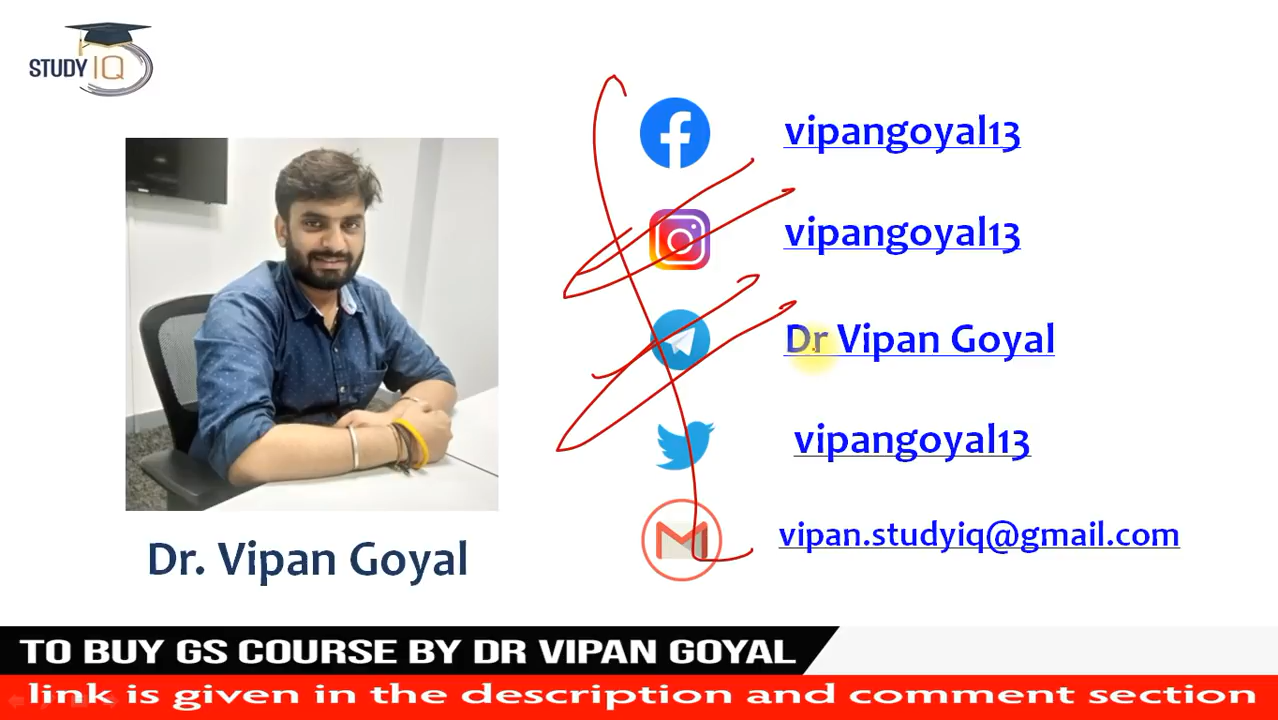 STUDY IQ
vipangoyal13
vipangoyal13
Dr Vipan Goyal
vipangoyal13
vipan.studyiq@gmail.com
Dr. Vipan Goyal
TO BUY GS COURSE BY DR VIPAN GOYAL
link is given in the description and comment section